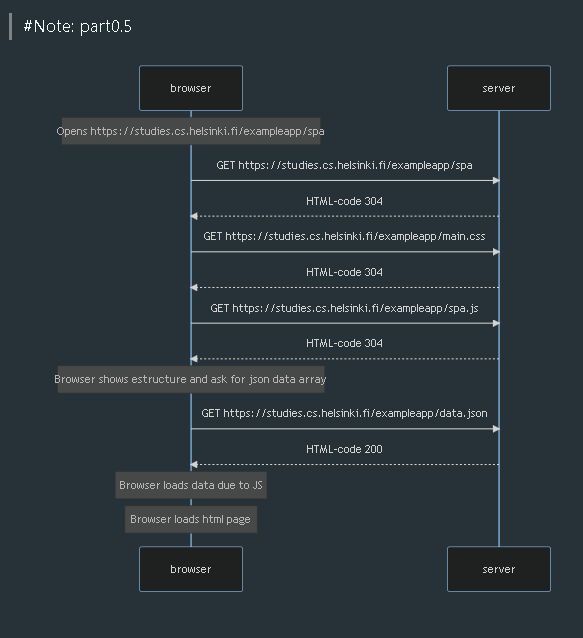 #Note: part0.5
browser
server
Opens https://studies.cs.helsinki.fi/exampleapp/spa
GET https://studies.cs.helsinki.fi/exampleapp/spa
HTML-code 304
GET https://studies.cs.helsinki.fi/exampleapp/main.css
HTML-code 304
GET https://studies.cs.helsinki.fi/exampleapp/spa.js
HTML-code 304
Browser shows estructure and ask for json data array
GET https://studies.cs.helsinki.fi/exampleapp/data.json
HTML-code 200
Browser loads data due to JS
Browser loads html page
browser
server